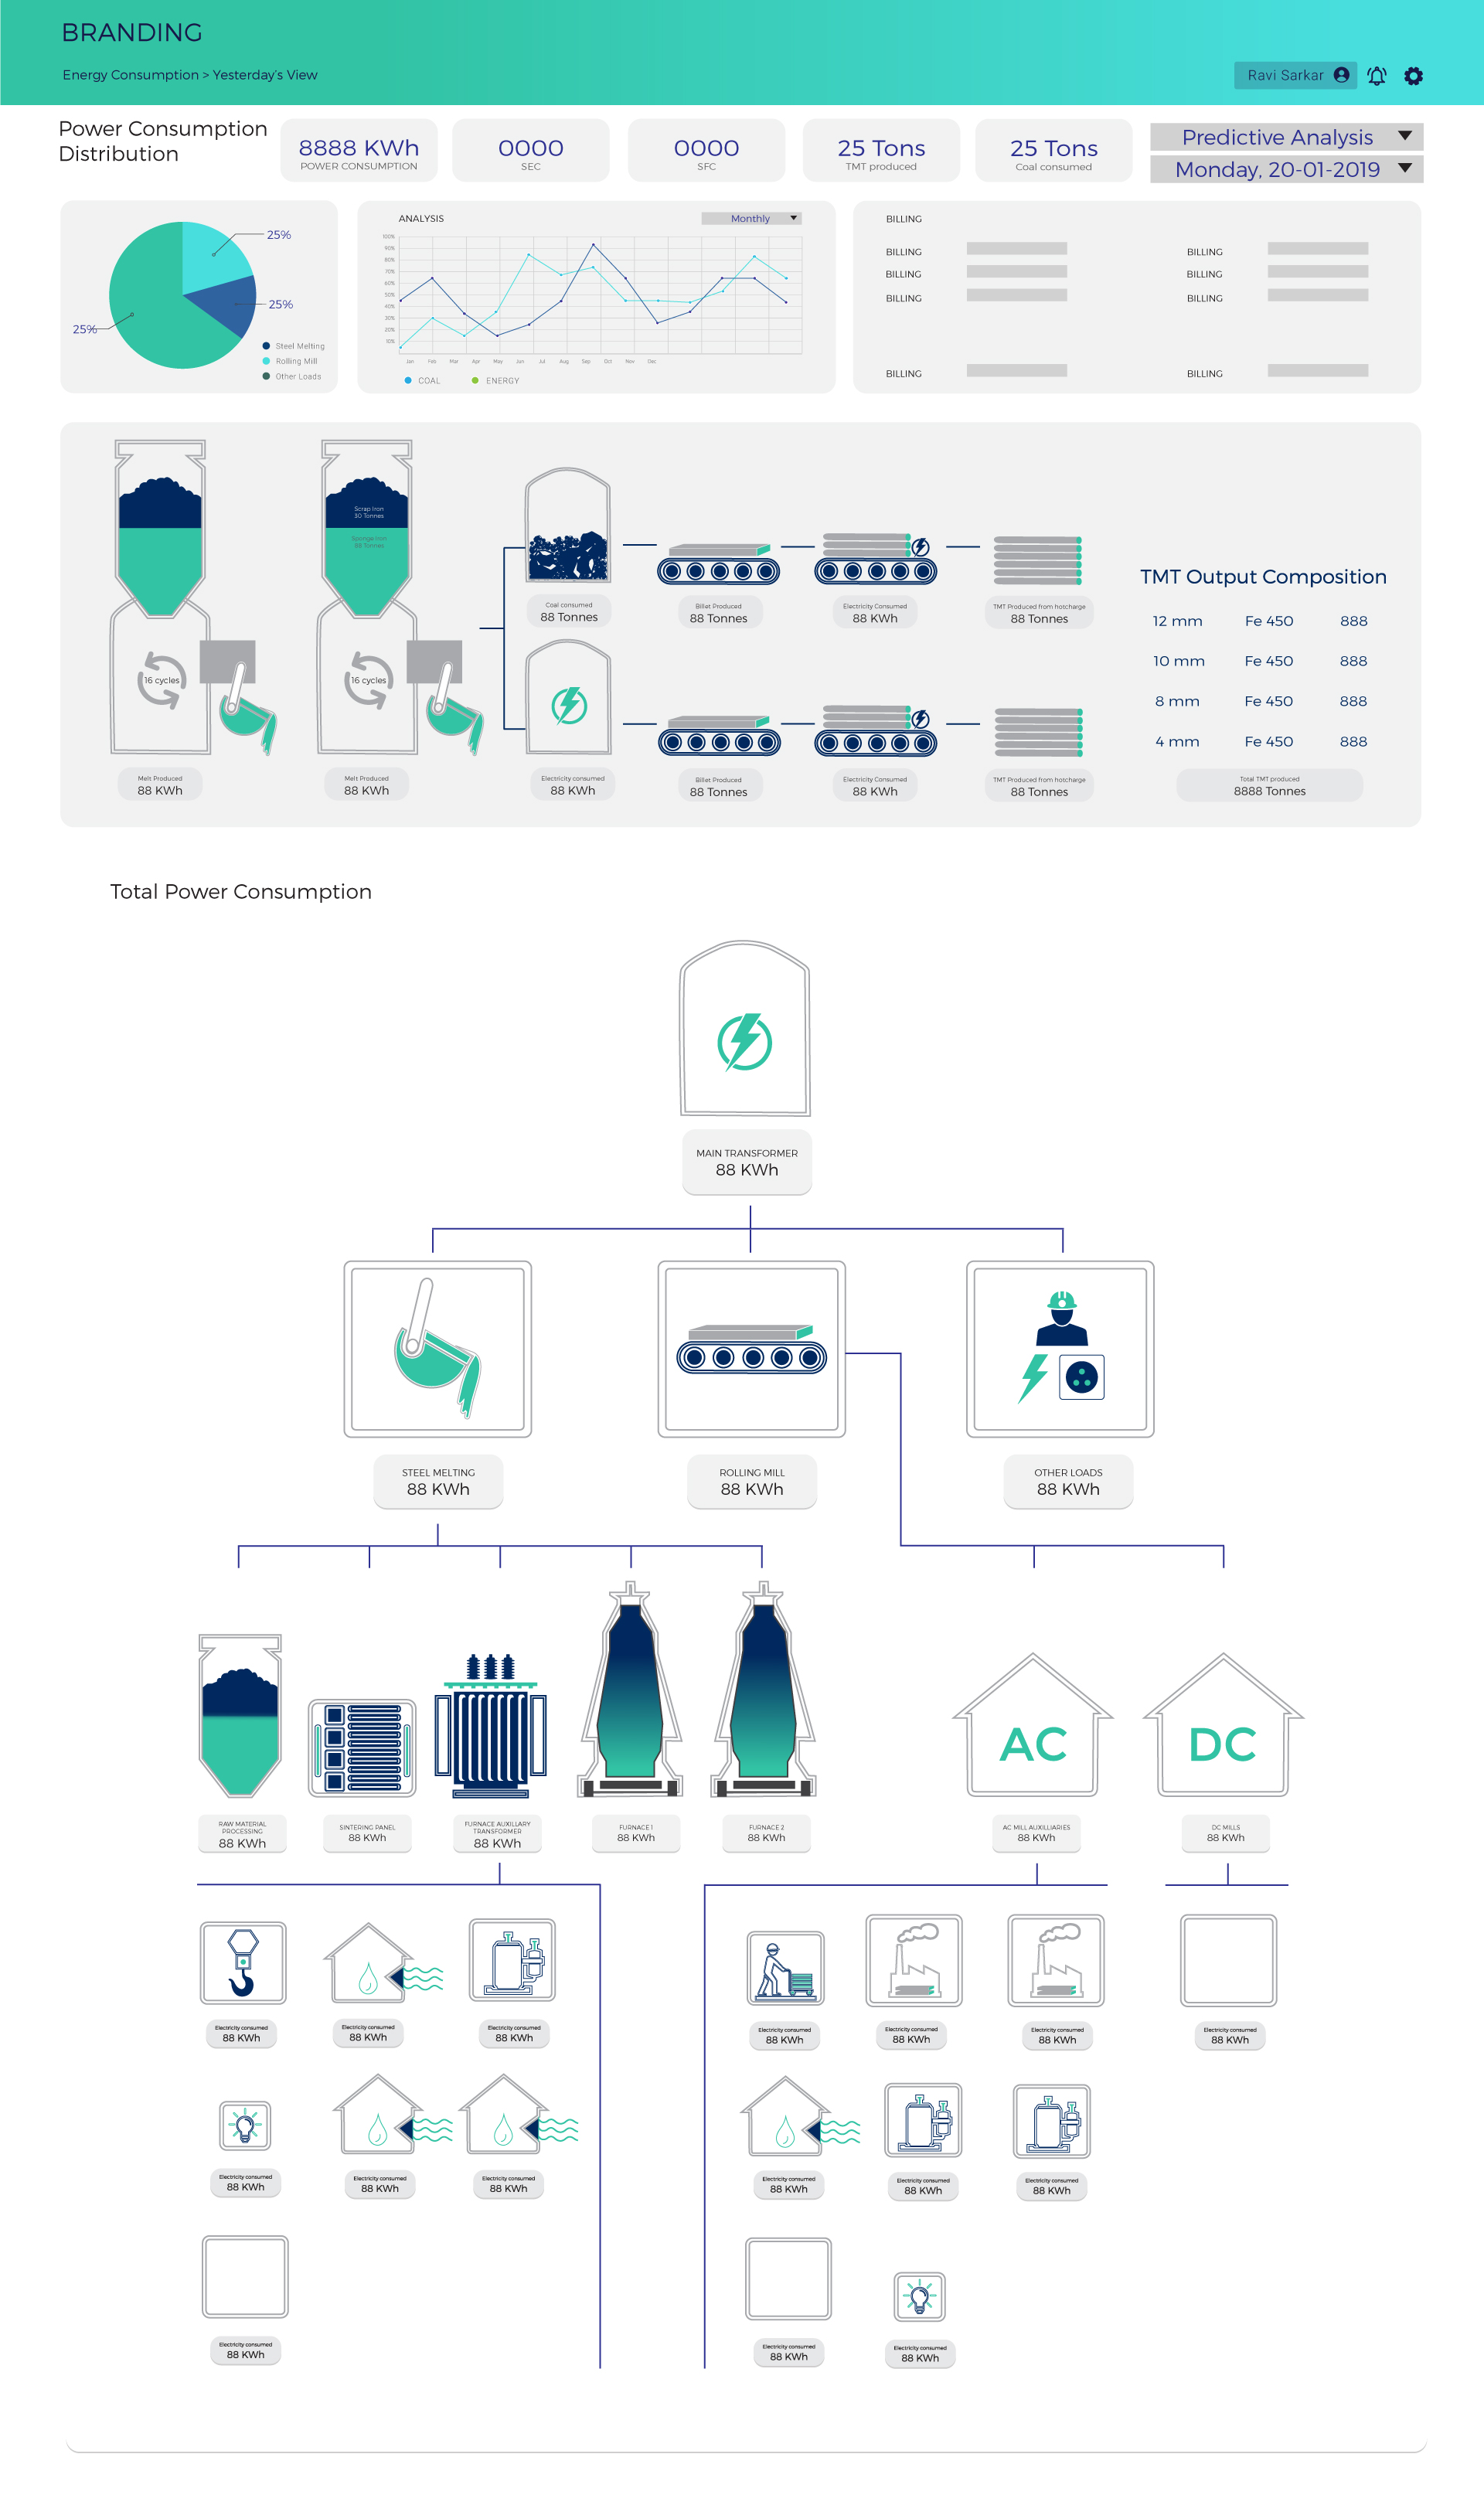 BRANDING
Energy Consumption > Yesterday's View
Ravi Sarkar
Power Consumption
Distribution
8888 KWh
POWER CONSUMPTION
0000
SEC
0000
SFC
25 Tons
TMT produced
25 Tons
Coal consumed
Predictive Analysis
Monday, 20-01-2019
25%
25%
25%
Steel Melting
Rolling Mill
Other Loads
ANALYSIS
Monthly
100%
90%
80%
70%
60%
50%
40%
30%
20%
10%
Jan Feb Mar Apr May Jun Jul Aug Sep Oct Nov Dec
COAL ENERGY
BILLING
BILLING BILLING
BILLING BILLING
BILLING BILLING
BILLING BILLING
Scrap Iron
30 Tonnes
Sponge Iron
88 Tonnes
16 cycles
16 cycles
Melt Produced
88 KWh
Melt Produced
88 KWh
Coal consumed
88 Tonnes
Billet Produced
88 Tonnes
Electricity Consumed
88 KWh
TMT Produced from hotcharge
88 Tonnes
Electricity consumed
88 KWh
Billet Produced
88 Tonnes
Electricity Consumed
88 KWh
TMT Produced from hotcharge
88 Tonnes
TMT Output Composition
12 mm Fe 450 888
10 mm Fe 450 888
8 mm Fe 450 888
4 mm Fe 450 888
Total TMT produced
8888 Tonnes
Total Power Consumption
MAIN TRANSFORMER
88 KWh
STEEL MELTING
88 KWh
ROLLING MILL
88 KWh
OTHER LOADS
88 KWh
AC
DC
RAW MATERIAL
PROCESSING
88 KWh
SINTERING PANEL
88 KWh
FURNACE AUXILLARY
TRANSFORMER
88 KWh
FURNACE 1
88 KWh
FURNACE 2
88 KWh
AC MILL AUXILLIARIES
88 KWh
DC MILLS
88 KWh
Electricity consumed
88 KWh
Electricity consumed
88 KWh
Electricity consumed
88 KWh
Electricity consumed
88 KWh
Electricity consumed
88 KWh
Electricity consumed
88 KWh
Electricity consumed
88 KWh
Electricity consumed
88 KWh
Electricity consumed
88 KWh
Electricity consumed
88 KWh
Electricity consumed
88 KWh
Electricity consumed
88 KWh
Electricity consumed
88 KWh
Electricity consumed
88 KWh
Electricity consumed
88 KWh
Electricity consumed
88 KWh